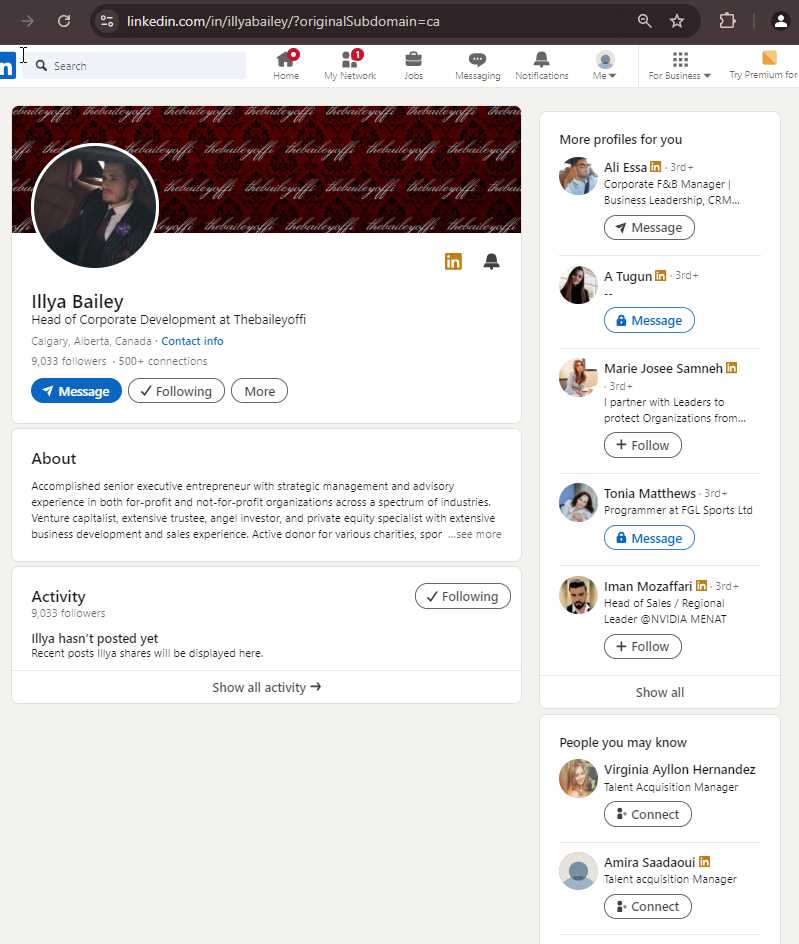 linkedin.com/in/illyabailey/?originalSubdomain=ca
in
Search
Home
1
My Network
Jobs
Messaging
Notifications
Me
For Business
Try Premium for
thebaileyoffi
in
Illya Bailey
Head of Corporate Development at Thebaileyoffi
Calgary, Alberta, Canada · Contact info
9,033 followers · 500+ connections
Message
Following
More
About
Accomplished senior executive entrepreneur with strategic management and advisory
experience in both for-profit and not-for-profit organizations across a spectrum of industries.
Venture capitalist, extensive trustee, angel investor, and private equity specialist with extensive
business development and sales experience. Active donor for various charities, spor ...see more
Activity
9,033 followers
Following
Illya hasn't posted yet
Recent posts Illya shares will be displayed here.
Show all activity →
More profiles for you
Ali Essa in · 3rd+
Corporate F&B Manager |
Business Leadership, CRM...
Message
A Tugun in · 3rd+
--
Message
Marie Josee Samneh in
· 3rd+
I partner with Leaders to
protect Organizations from...
+ Follow
Tonia Matthews · 3rd+
Programmer at FGL Sports Ltd
Message
Iman Mozaffari in · 3rd+
Head of Sales / Regional
Leader @NVIDIA MENAT
+ Follow
Show all
People you may know
Virginia Ayllon Hernandez
Talent Acquisition Manager
Connect
Amira Saadaoui in
Talent acquisition Manager
Connect